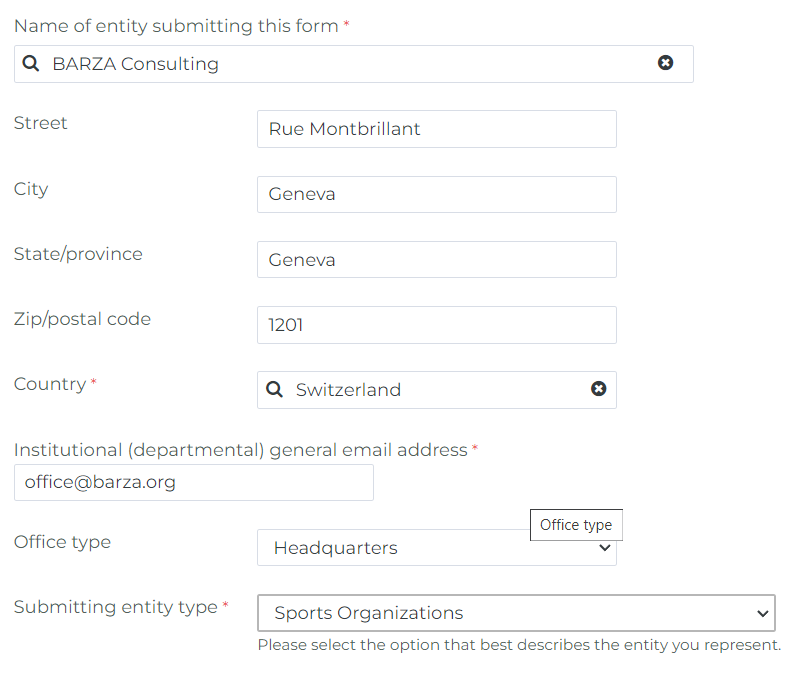 Name of entity submitting this form *
BARZA Consulting
Street
Rue Montbrillant
City
Geneva
State/province
Geneva
Zip/postal code
1201
Country *
Switzerland
Institutional (departmental) general email address *
office@barza.org
Office type
Office type
Headquarters
Submitting entity type *
Sports Organizations
Please select the option that best describes the entity you represent.